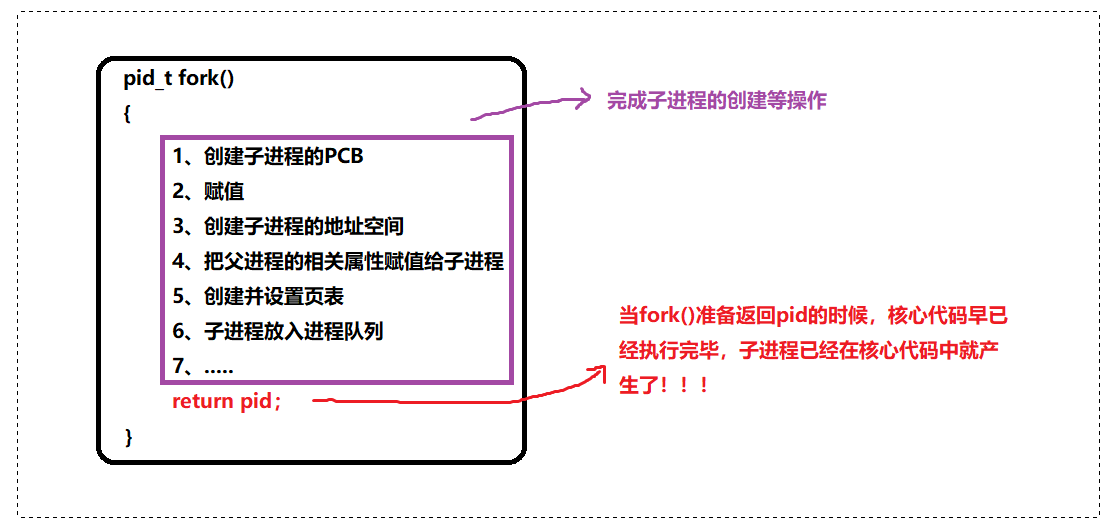 pid_t fork()
{
完成子进程的创建等操作
1、创建子进程的PCB
2、赋值
3、创建子进程的地址空间
4、把父进程的相关属性赋值给子进程
5、创建并设置页表
6、子进程放入进程队列
7、.....
return pid;
}
当fork()准备返回pid的时候，核心代码早已
经执行完毕，子进程已经在核心代码中就产
生了！！！